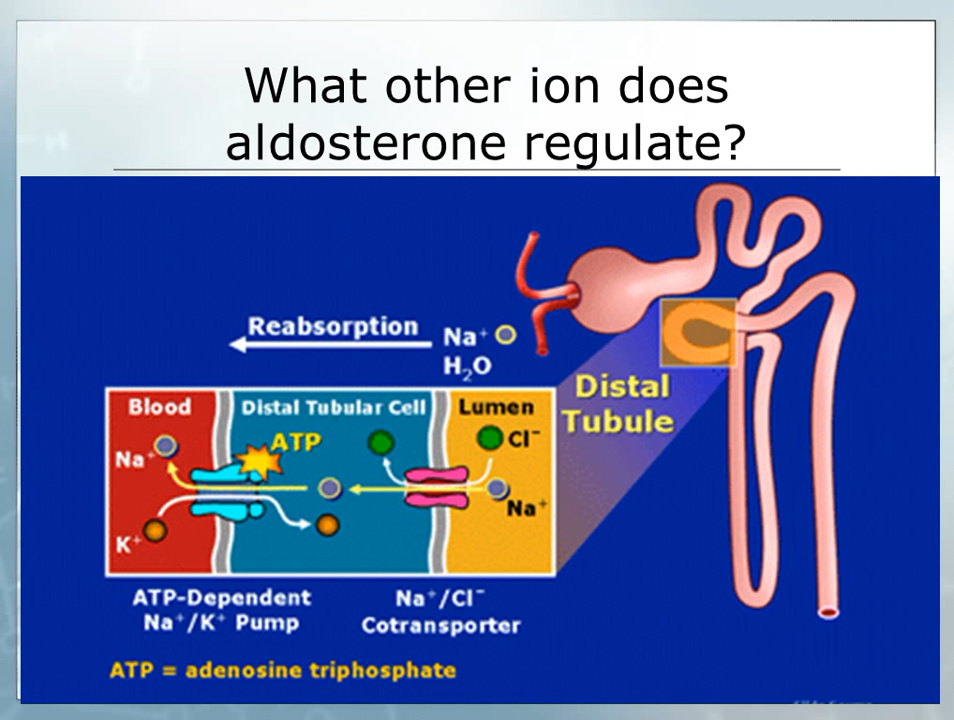 What other ion does
aldosterone regulate?
Reabsorption
Na⁺
H₂O
Distal
Tubule
Blood
Distal Tubular Cell
Lumen
ATP
Cl⁻
Na⁺
Na⁺
K⁺
ATP-Dependent
Na⁺/K⁺ Pump
Na⁺/Cl⁻
Cotransporter
ATP = adenosine triphosphate